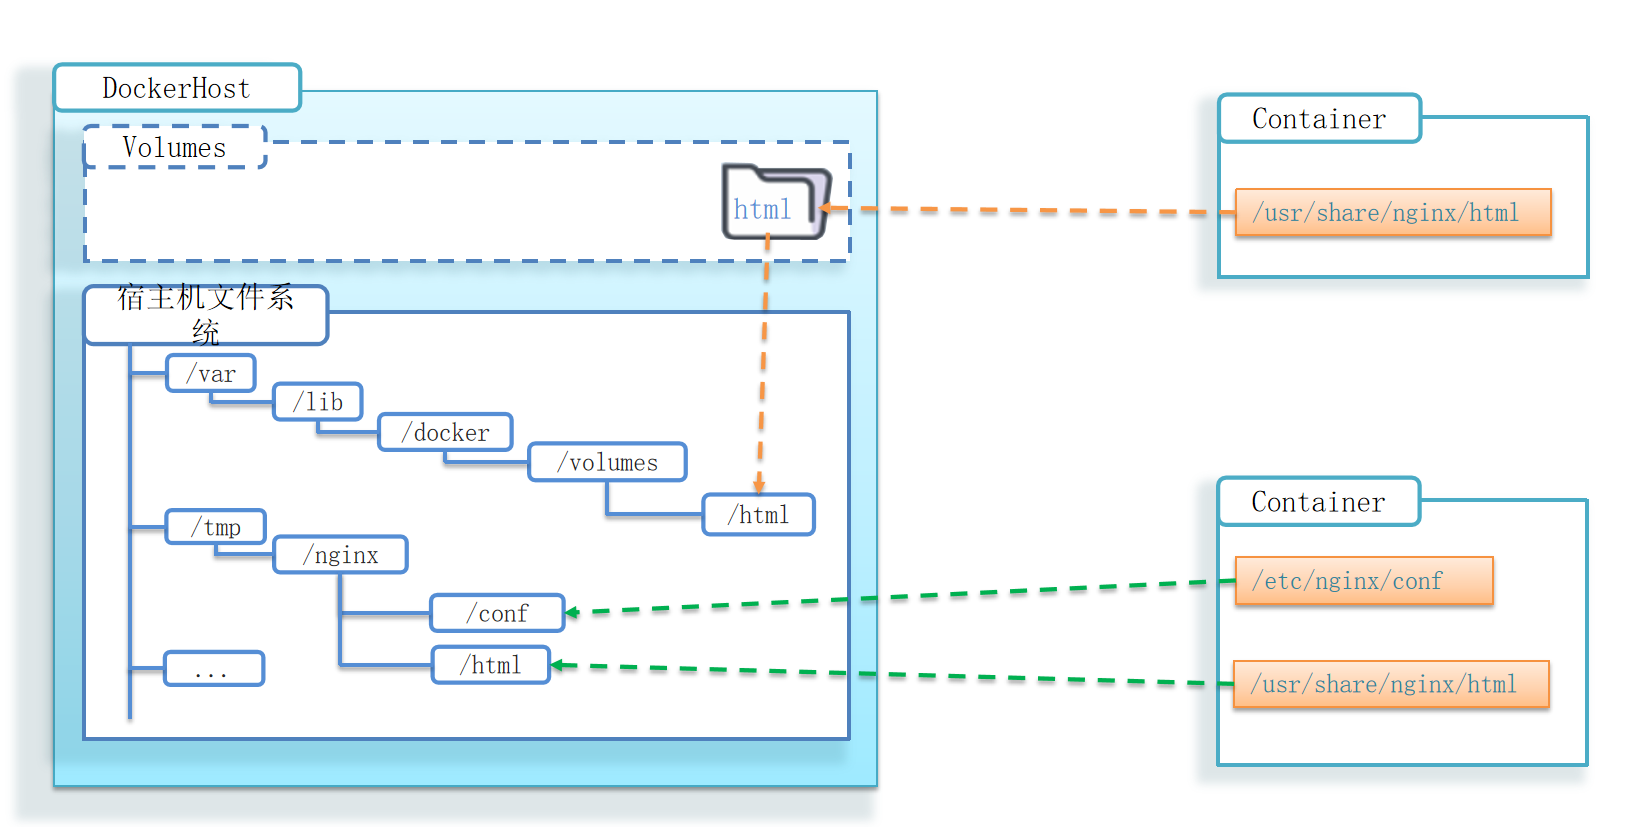 DockerHost
Volumes
html
宿主机文件系
统
/var
/lib
/docker
/volumes
/html
/tmp
/nginx
/conf
/html
...
Container
/usr/share/nginx/html
Container
/etc/nginx/conf
/usr/share/nginx/html